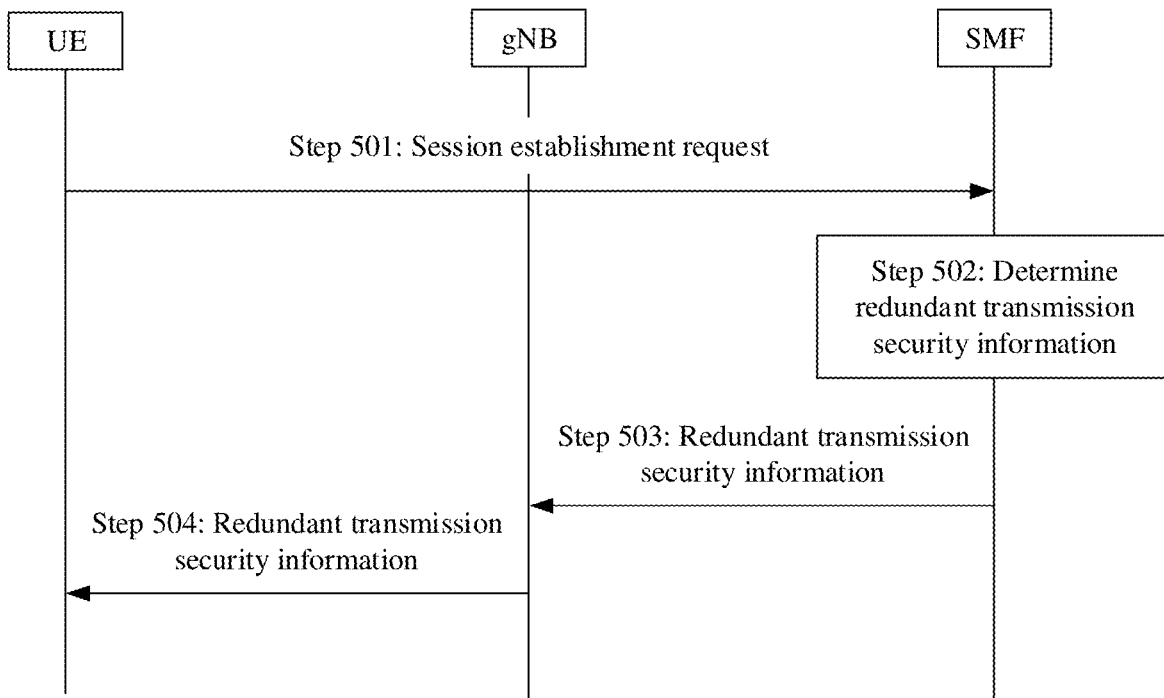 UE
gNB
SMF
Step 501: Session establishment request
Step 502: Determine
redundant transmission
security information
Step 503: Redundant transmission
security information
Step 504: Redundant transmission
security information